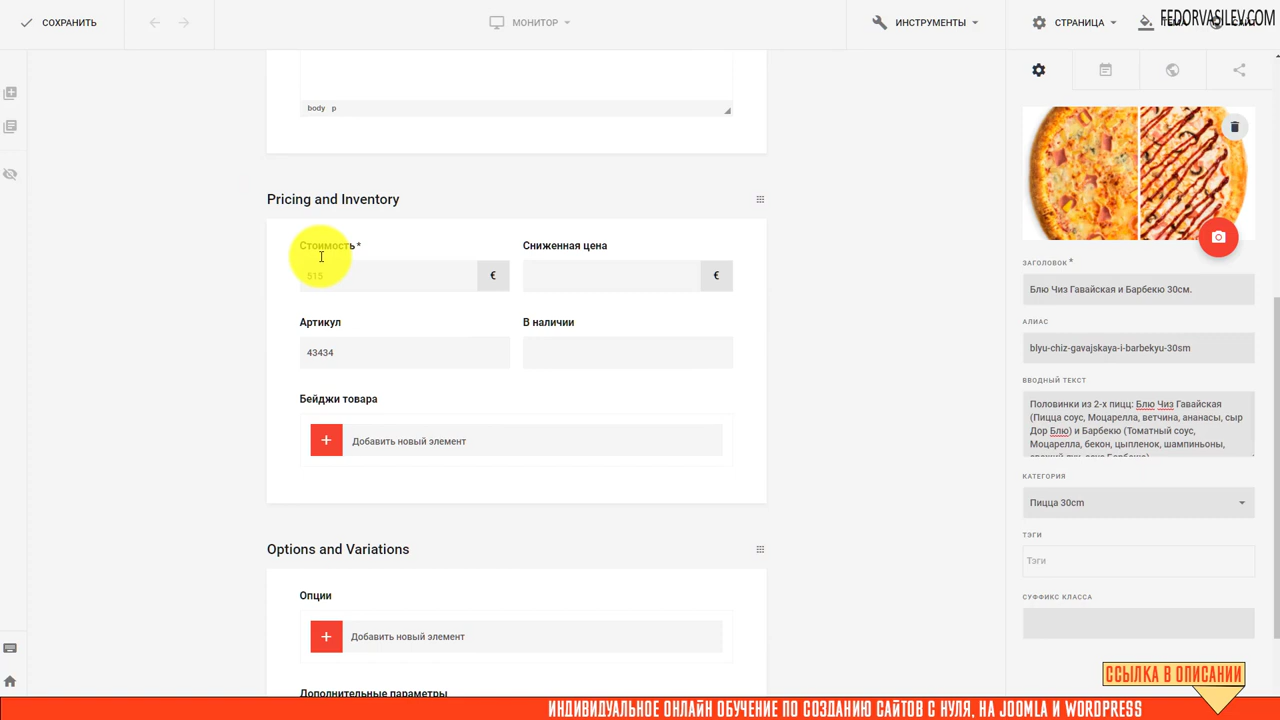 СОХРАНИТЬ
МОНИТОР
ИНСТРУМЕНТЫ
СТРАНИЦА
FEDORVASILEV.COM
body p
Pricing and Inventory
Стоимость *
Сниженная цена
515
€
€
Артикул
В наличии
43434
Бейджи товара
+ Добавить новый элемент
Options and Variations
Опции
+ Добавить новый элемент
Дополнительные параметры
ЗАГОЛОВОК *
Блю Чиз Гавайская и Барбекю 30см.
АЛИАС
blyu-chiz-gavajskaya-i-barbekyu-30sm
ВВОДНЫЙ ТЕКСТ
Половинки из 2-х пицц: Блю Чиз Гавайская
(Пицца соус, Моцарелла, ветчина, ананасы, сыр
Дор Блю) и Барбекю (Томатный соус,
Моцарелла, бекон, цыпленок, шампиньоны,
КАТЕГОРИЯ
Пицца 30cm
ТЭГИ
Тэги
СУФФИКС КЛАССА
ССЫЛКА В ОПИСАНИИ
ИНДИВИДУАЛЬНОЕ ОНЛАЙН ОБУЧЕНИЕ ПО СОЗДАНИЮ САЙТОВ С НУЛЯ, НА JOOMLA И WORDPRESS